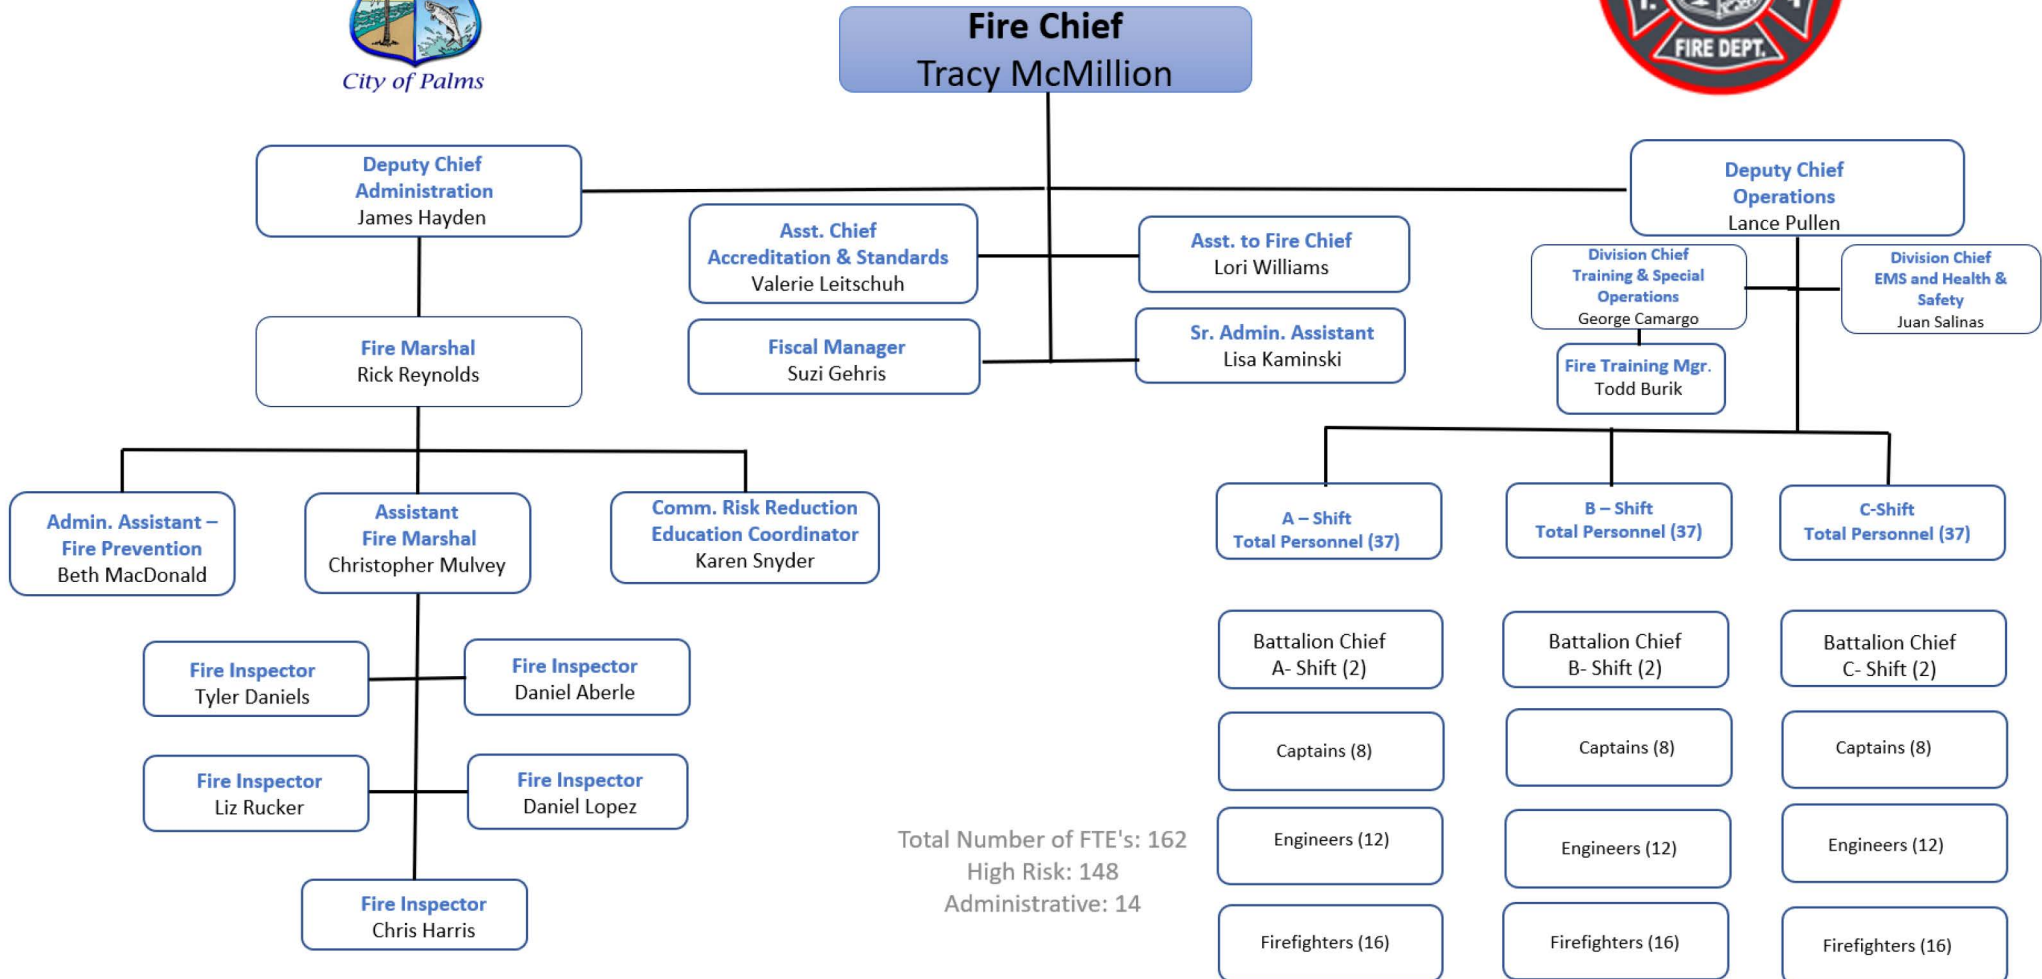 City of Palms
Fire Chief
Tracy McMillion
FIRE DEPT.
Deputy Chief
Administration
James Hayden
Deputy Chief
Operations
Lance Pullen
Asst. Chief
Accreditation & Standards
Valerie Leitschuh
Asst. to Fire Chief
Lori Williams
Division Chief
Training & Special
Operations
George Camargo
Division Chief
EMS and Health &
Safety
Juan Salinas
Fire Marshal
Rick Reynolds
Fiscal Manager
Suzi Gehris
Sr. Admin. Assistant
Lisa Kaminski
Fire Training Mgr.
Todd Burik
Admin. Assistant –
Fire Prevention
Beth MacDonald
Assistant
Fire Marshal
Christopher Mulvey
Comm. Risk Reduction
Education Coordinator
Karen Snyder
A – Shift
Total Personnel (37)
B – Shift
Total Personnel (37)
C-Shift
Total Personnel (37)
Fire Inspector
Tyler Daniels
Fire Inspector
Daniel Aberle
Battalion Chief
A- Shift (2)
Battalion Chief
B- Shift (2)
Battalion Chief
C- Shift (2)
Fire Inspector
Liz Rucker
Fire Inspector
Daniel Lopez
Captains (8)
Captains (8)
Captains (8)
Total Number of FTE's: 162
High Risk: 148
Administrative: 14
Engineers (12)
Engineers (12)
Engineers (12)
Fire Inspector
Chris Harris
Firefighters (16)
Firefighters (16)
Firefighters (16)